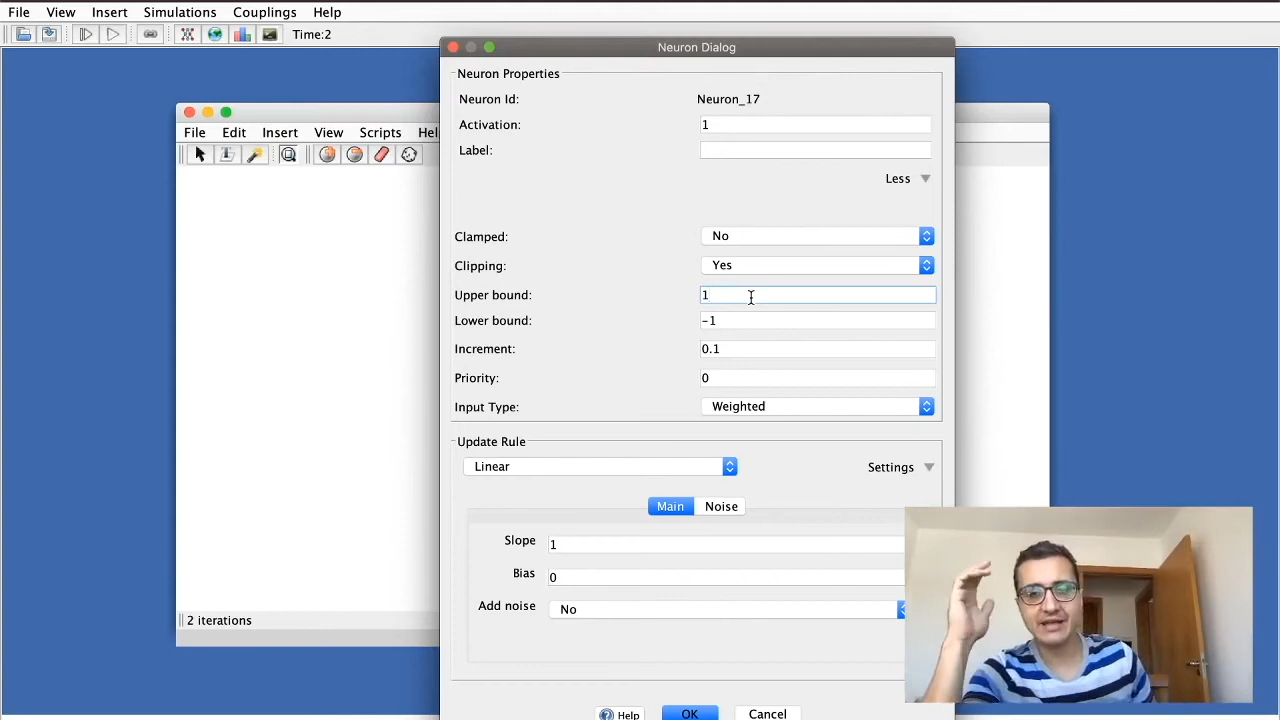 File View Insert Simulations Couplings Help
Time:2
Neuron Dialog
File Edit Insert View Scripts Hel
Neuron Properties
Neuron Id: Neuron_17
Activation: 1
Label:
Less
Clamped: No
Clipping: Yes
Upper bound: 1
Lower bound: -1
Increment: 0.1
Priority: 0
Input Type: Weighted
Update Rule
Linear Settings
Main Noise
Slope 1
Bias 0
Add noise No
2 iterations
Help OK Cancel